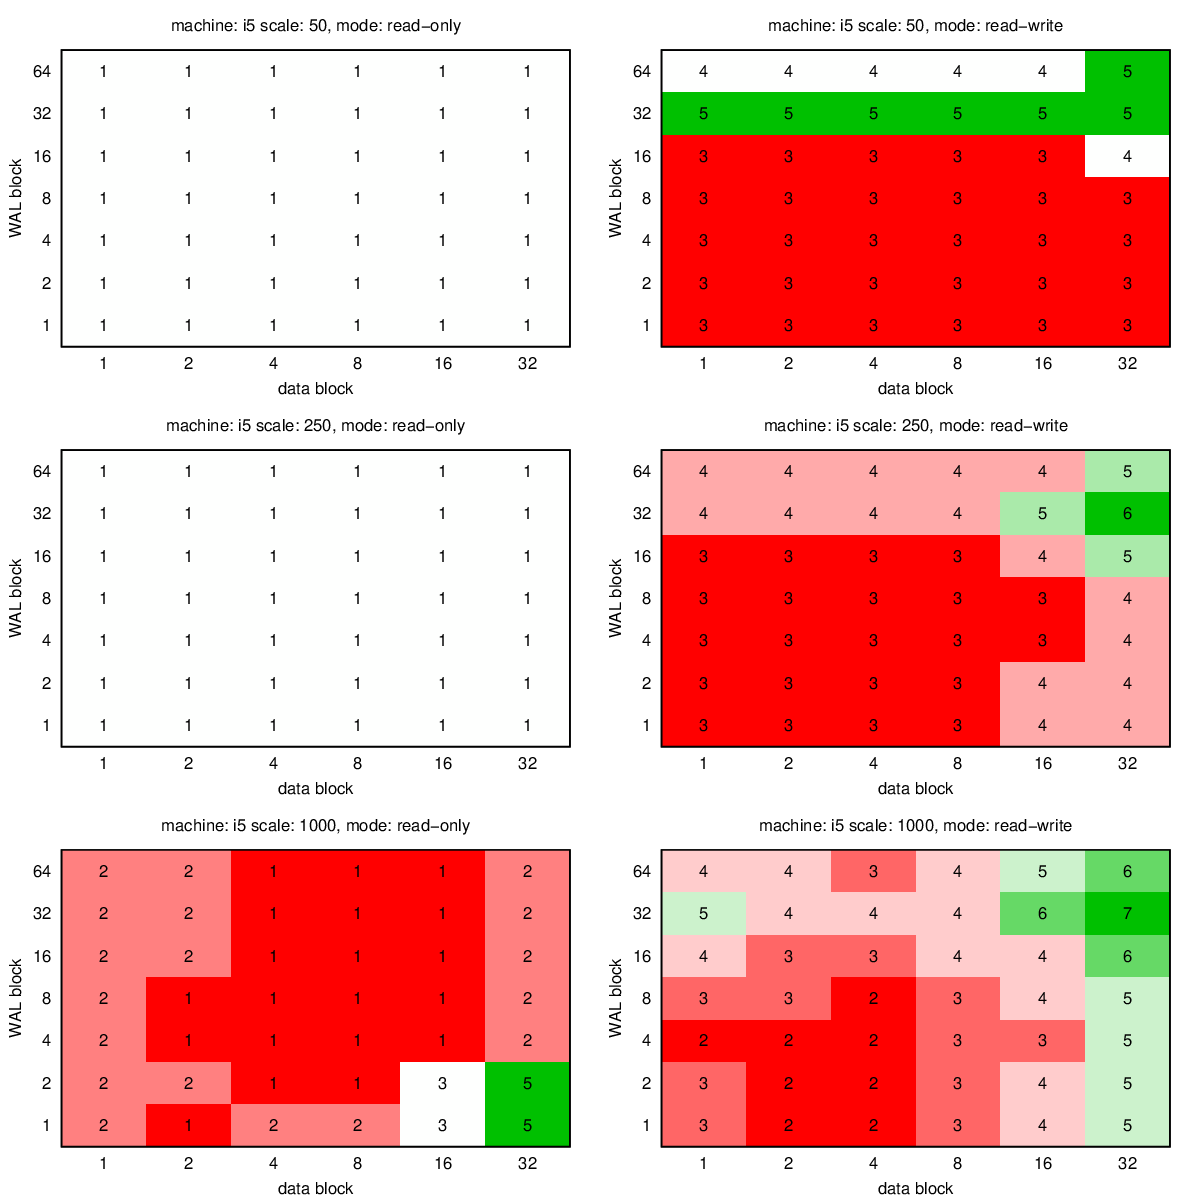 machine: i5 scale: 50, mode: read−only
64 1 1 1 1 1 1
32 1 1 1 1 1 1
16 1 1 1 1 1 1
8 1 1 1 1 1 1
4 1 1 1 1 1 1
2 1 1 1 1 1 1
1 1 1 1 1 1 1
WAL block
1 2 4 8 16 32
data block
machine: i5 scale: 50, mode: read−write
64 4 4 4 4 4 5
32 5 5 5 5 5 5
16 3 3 3 3 3 4
8 3 3 3 3 3 3
4 3 3 3 3 3 3
2 3 3 3 3 3 3
1 3 3 3 3 3 3
WAL block
1 2 4 8 16 32
data block
machine: i5 scale: 250, mode: read−only
64 1 1 1 1 1 1
32 1 1 1 1 1 1
16 1 1 1 1 1 1
8 1 1 1 1 1 1
4 1 1 1 1 1 1
2 1 1 1 1 1 1
1 1 1 1 1 1 1
WAL block
1 2 4 8 16 32
data block
machine: i5 scale: 250, mode: read−write
64 4 4 4 4 4 5
32 4 4 4 4 5 6
16 3 3 3 3 4 5
8 3 3 3 3 3 4
4 3 3 3 3 3 4
2 3 3 3 3 4 4
1 3 3 3 3 4 4
WAL block
1 2 4 8 16 32
data block
machine: i5 scale: 1000, mode: read−only
64 2 2 1 1 1 2
32 2 2 1 1 1 2
16 2 2 1 1 1 2
8 2 1 1 1 1 2
4 2 1 1 1 1 2
2 2 2 1 1 3 5
1 2 1 2 2 3 5
WAL block
1 2 4 8 16 32
data block
machine: i5 scale: 1000, mode: read−write
64 4 4 3 4 5 6
32 5 4 4 4 6 7
16 4 3 3 4 4 6
8 3 3 2 3 4 5
4 2 2 2 3 3 5
2 3 2 2 3 4 5
1 3 2 2 3 4 5
WAL block
1 2 4 8 16 32
data block